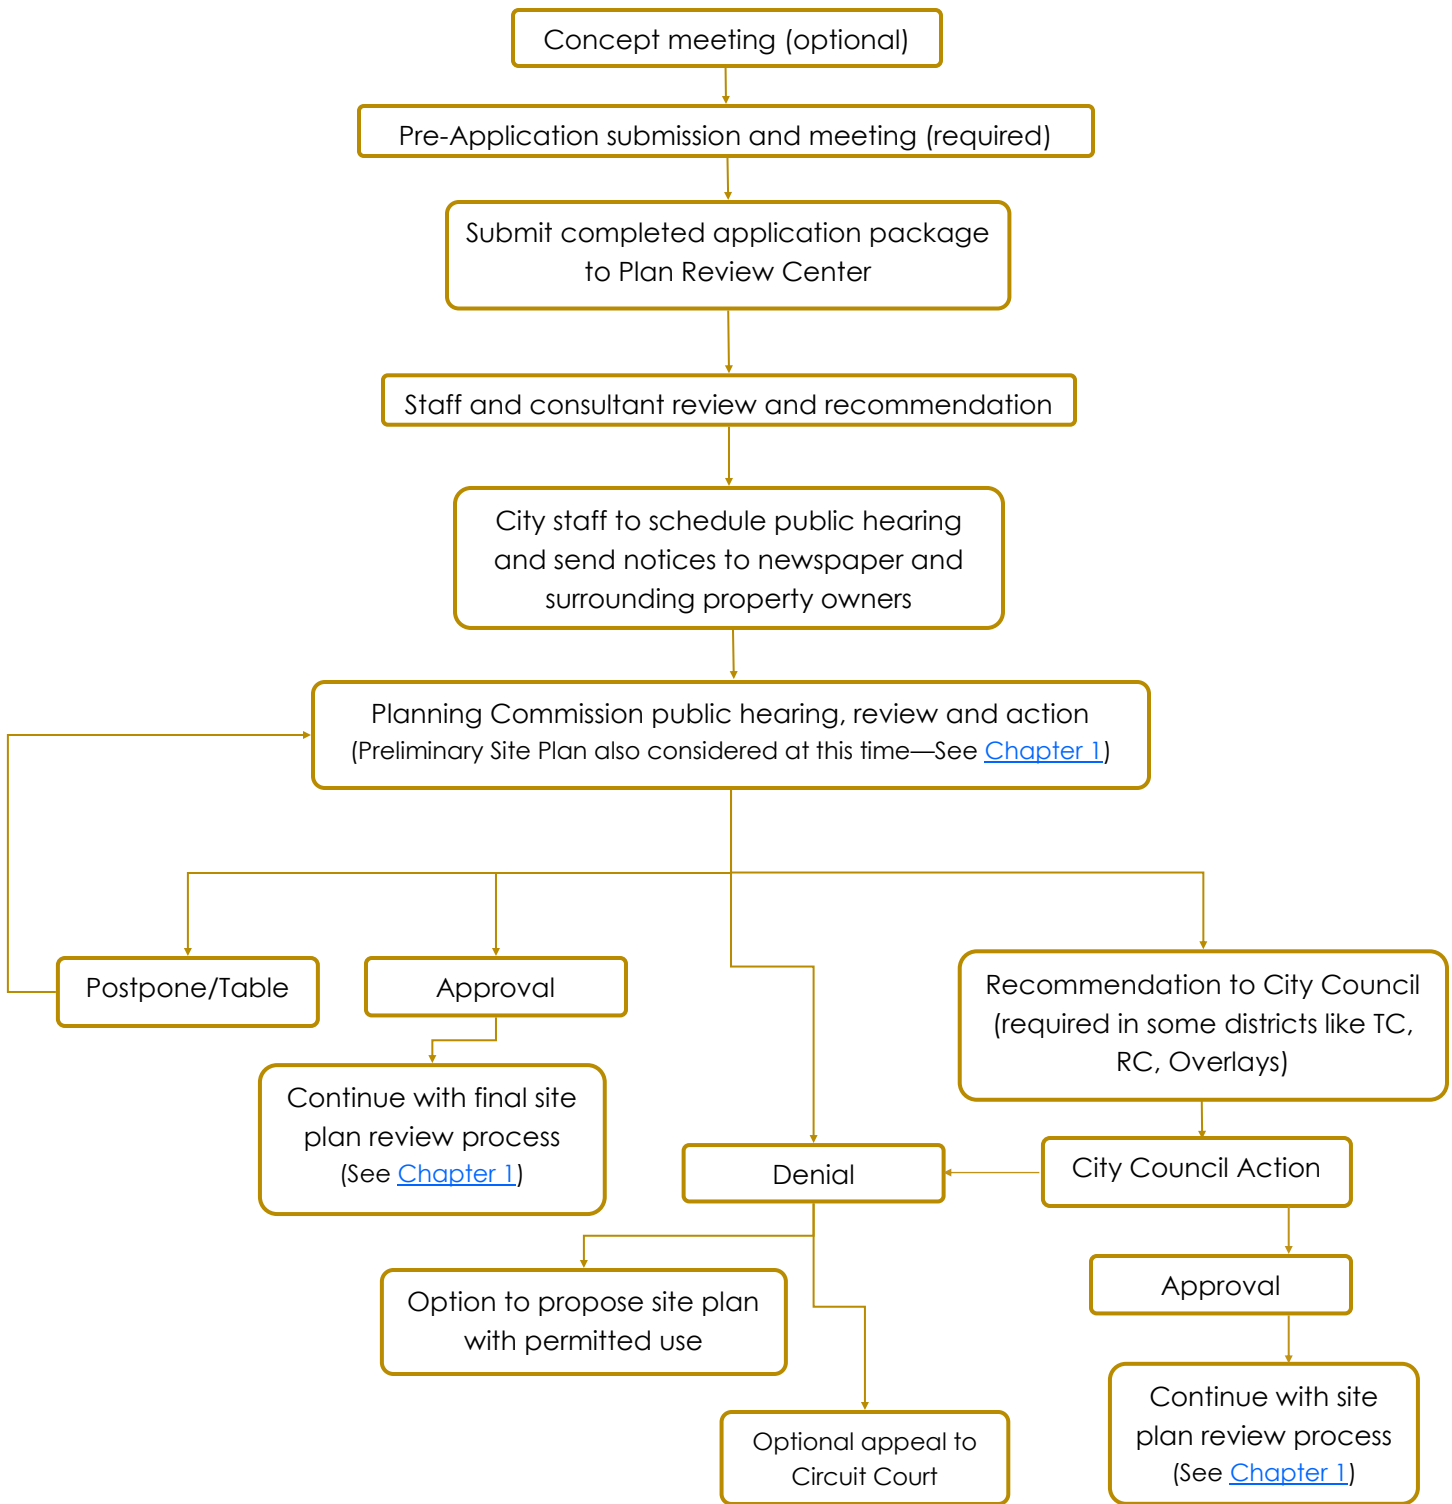 Concept meeting (optional)
Pre-Application submission and meeting (required)
Submit completed application package
to Plan Review Center
Staff and consultant review and recommendation
City staff to schedule public hearing
and send notices to newspaper and
surrounding property owners
Planning Commission public hearing, review and action
(Preliminary Site Plan also considered at this time—See Chapter 1)
Postpone/Table
Approval
Recommendation to City Council
(required in some districts like TC,
RC, Overlays)
Continue with final site
plan review process
(See Chapter 1)
Denial
City Council Action
Option to propose site plan
with permitted use
Approval
Optional appeal to
Circuit Court
Continue with site
plan review process
(See Chapter 1)